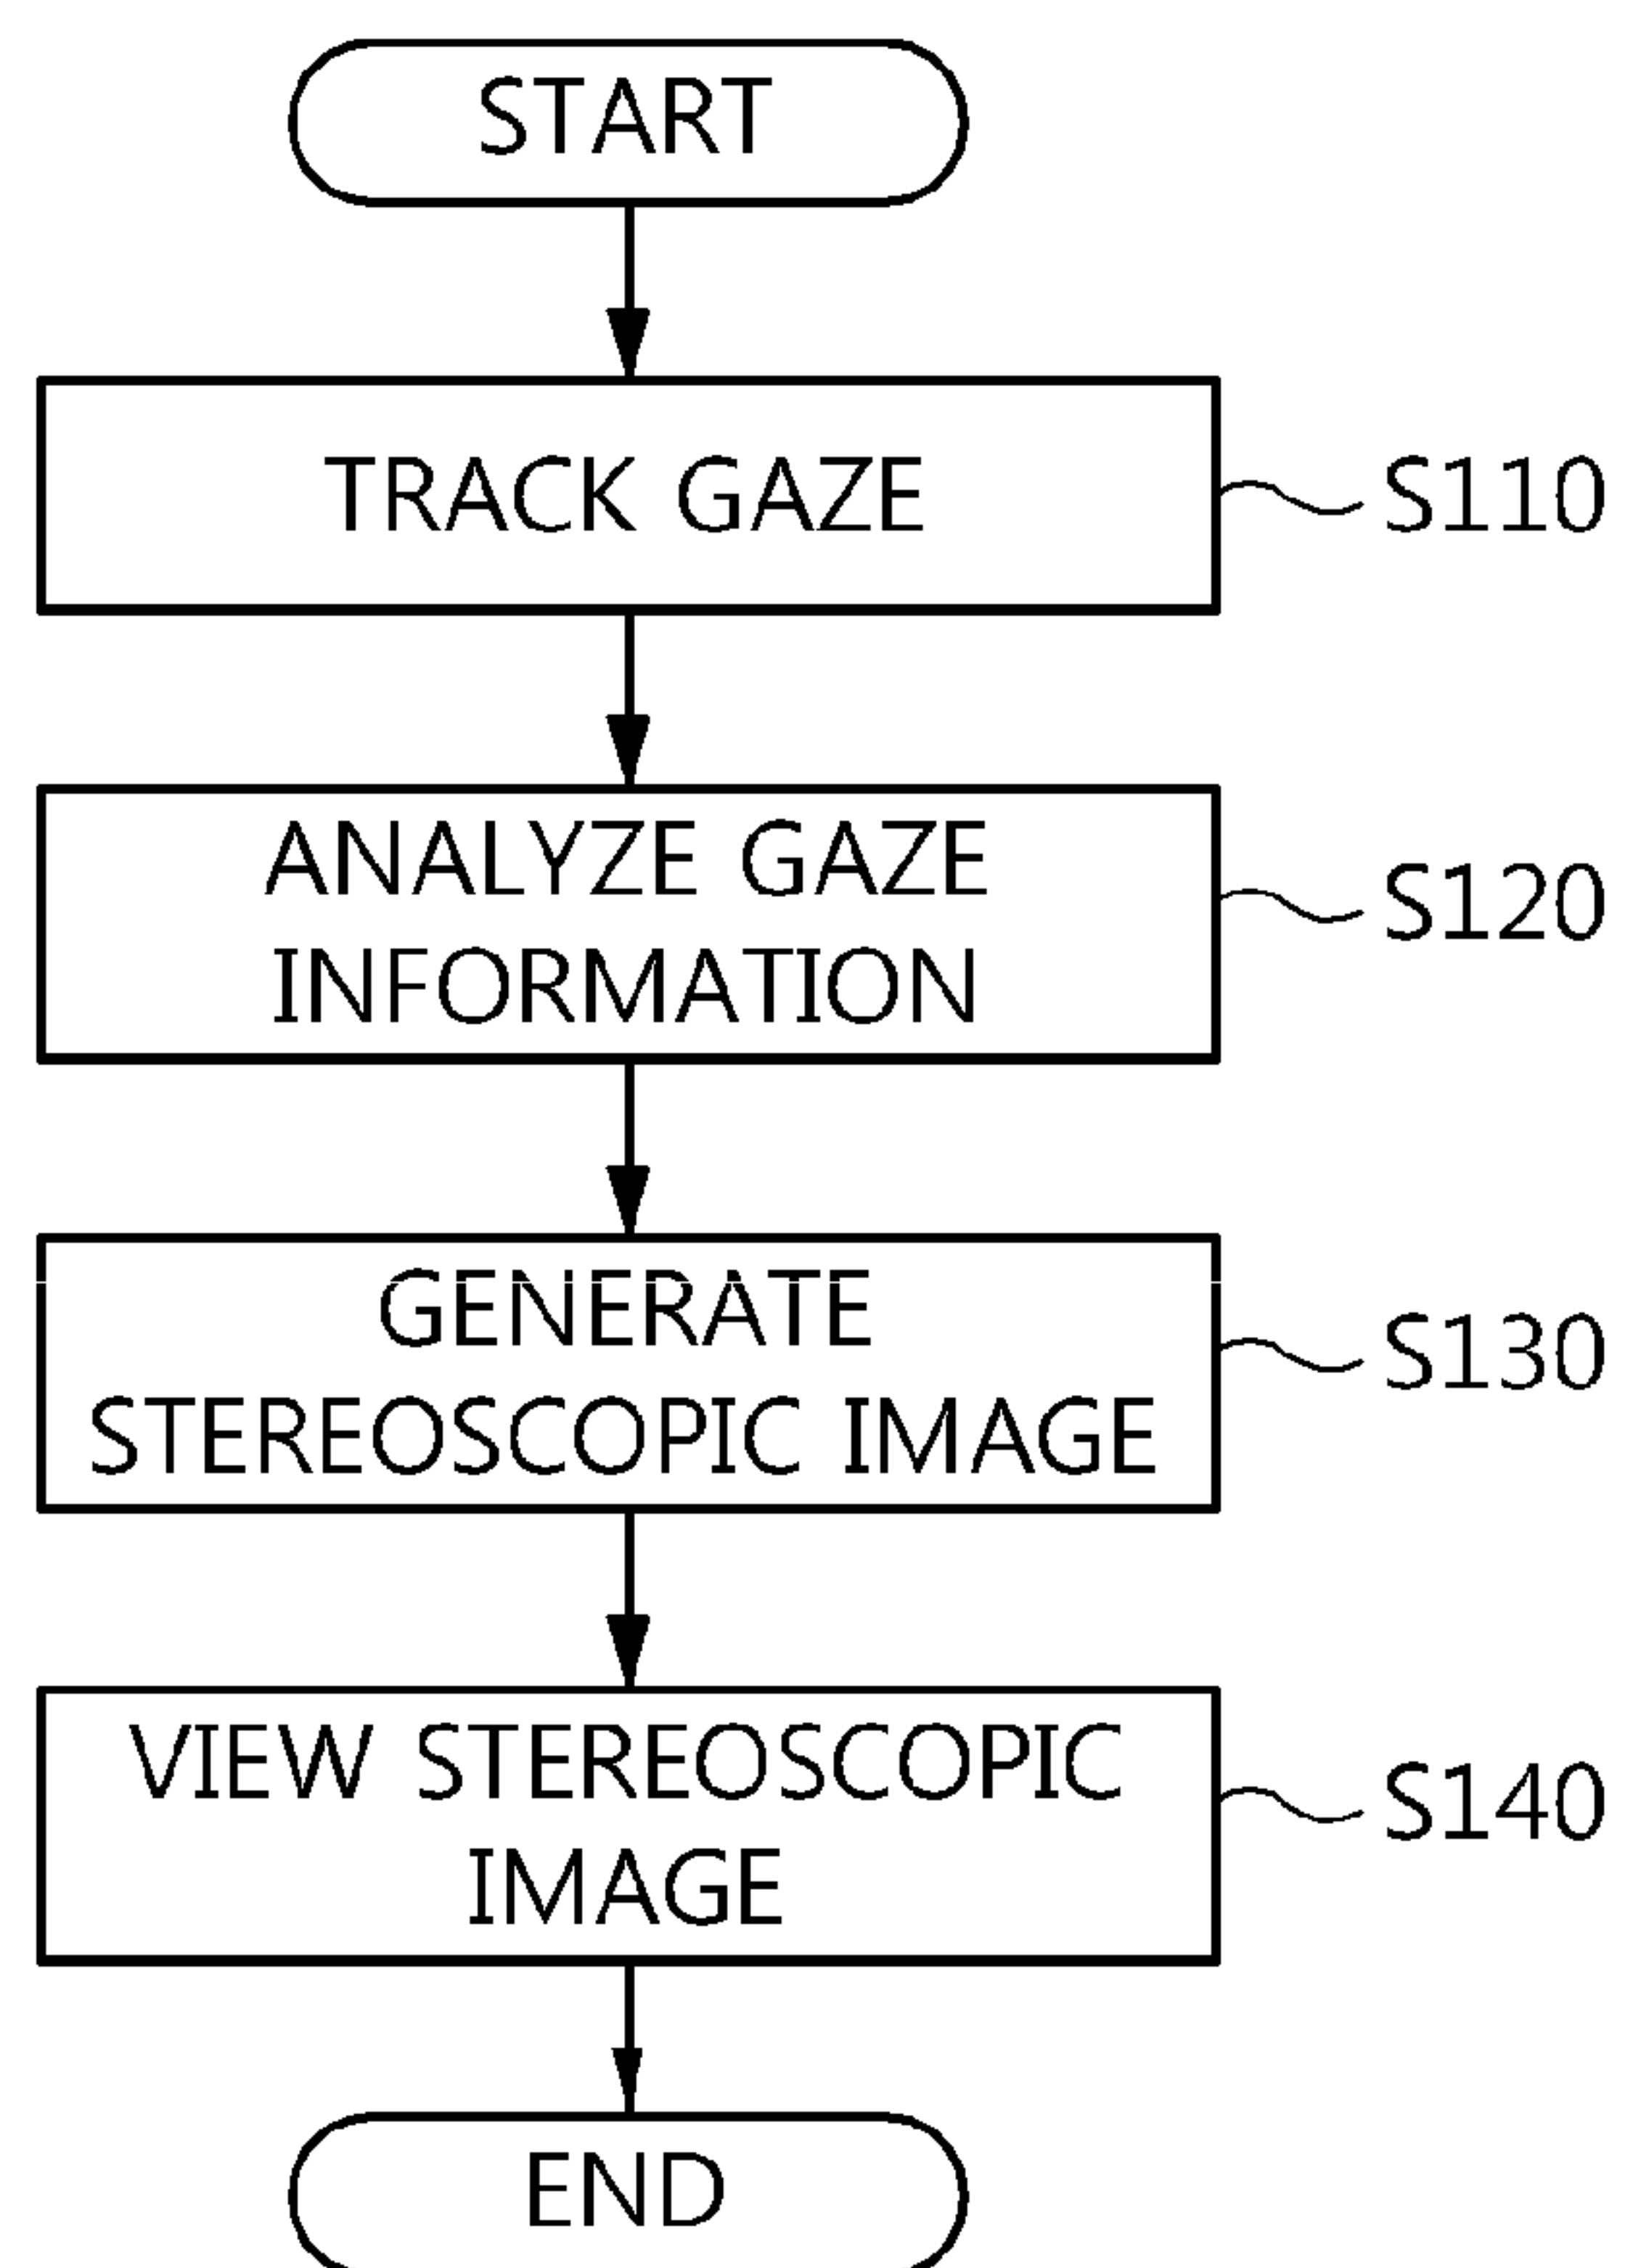 START
TRACK GAZE
S110
ANALYZE GAZE
INFORMATION
S120
GENERATE
STEREOSCOPIC IMAGE
S130
VIEW STEREOSCOPIC
IMAGE
S140
END